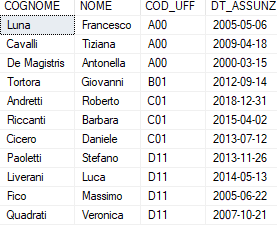 COGNOME NOME COD_UFF DT_ASSUNZ
Luna Francesco A00 2005-05-06
Cavalli Tiziana A00 2009-04-18
De Magistris Antonella A00 2000-03-15
Tortora Giovanni B01 2012-09-14
Andretti Roberto C01 2018-12-31
Riccanti Barbara C01 2015-04-02
Cicero Daniele C01 2013-07-12
Paoletti Stefano D11 2013-11-26
Liverani Luca D11 2014-05-13
Fico Massimo D11 2005-06-22
Quadrati Veronica D11 2007-10-21